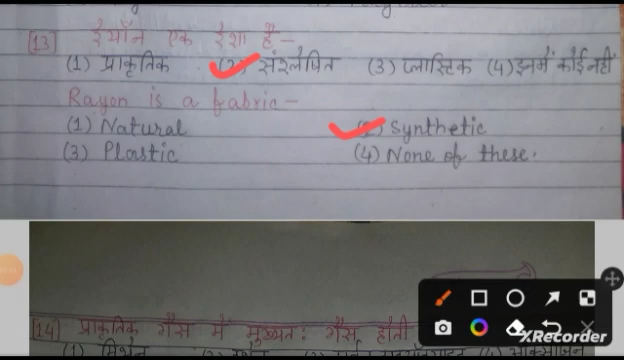 [13] रेयॉन एक रेशा है-
(1) प्राकृतिक (2) संश्लेषित (3) प्लास्टिक (4) इनमें कोई नहीं
Rayon is a fabric-
(1) Natural (2) Synthetic
(3) Plastic (4) None of these.
[14] प्राकृतिक गैस में मुख्यतः गैस होती
XRecorder